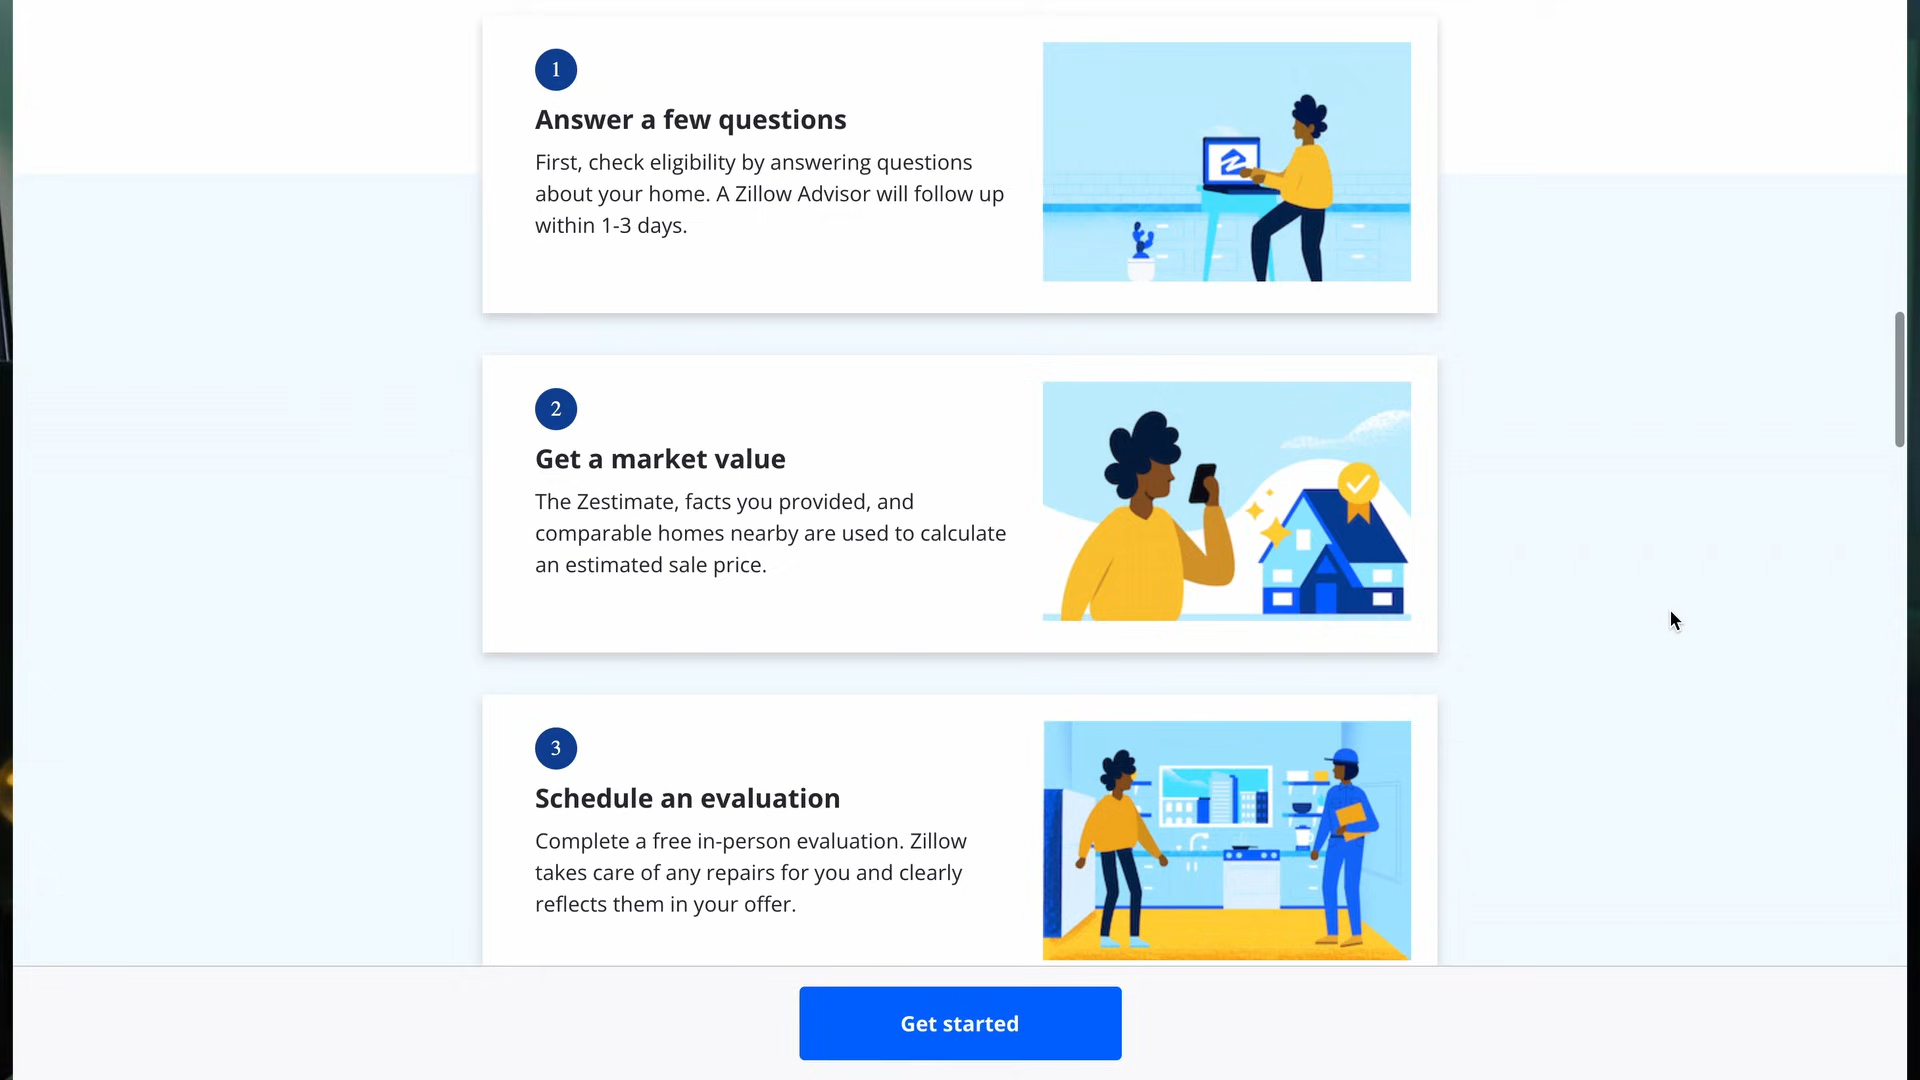 1
Answer a few questions
First, check eligibility by answering questions
about your home. A Zillow Advisor will follow up
within 1-3 days.
2
Get a market value
The Zestimate, facts you provided, and
comparable homes nearby are used to calculate
an estimated sale price.
3
Schedule an evaluation
Complete a free in-person evaluation. Zillow
takes care of any repairs for you and clearly
reflects them in your offer.
Get started